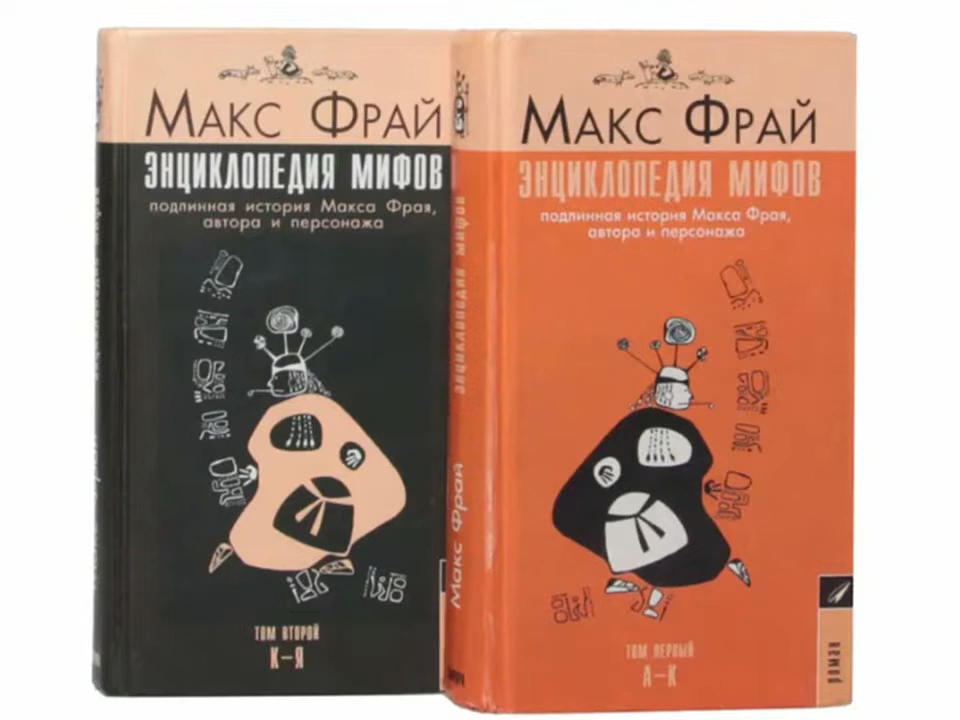 Макс Фрай
ЭНЦИКЛОПЕДИЯ МИФОВ
подлинная история Макса Фрая,
автора и персонажа
ТОМ ВТОРОЙ
К–Я
Макс Фрай
ЭНЦИКЛОПЕДИЯ МИФОВ
Макс Фрай
ЭНЦИКЛОПЕДИЯ МИФОВ
подлинная история Макса Фрая,
автора и персонажа
ТОМ ПЕРВЫЙ
А–К
роман